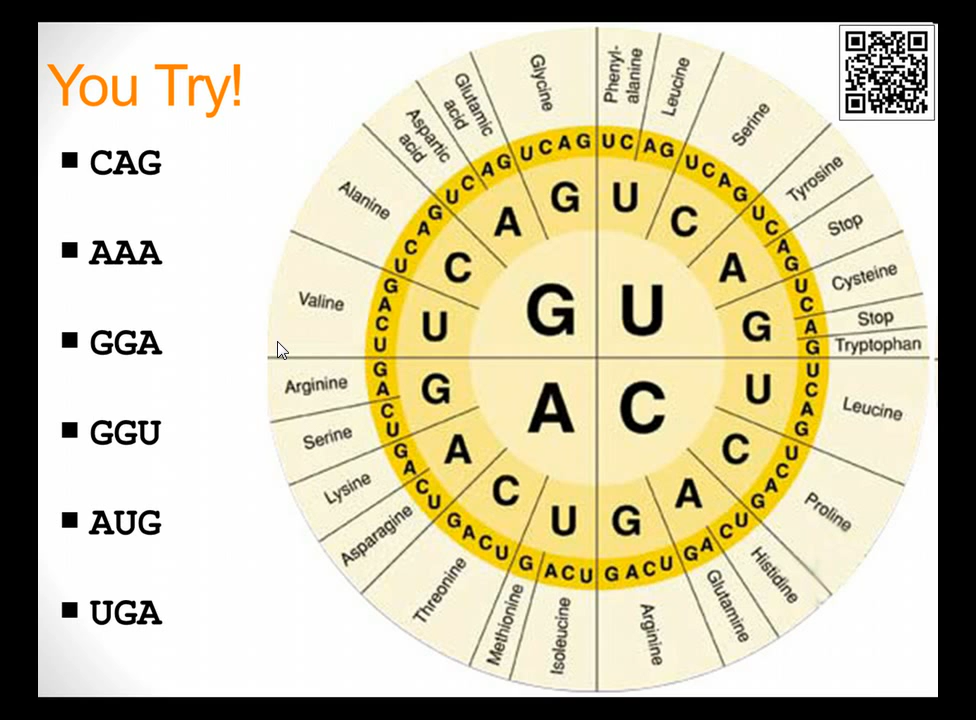 You Try!
CAG
AAA
GGA
GGU
AUG
UGA
G U
A C
U C A G
U C A G
G A C U
G A C U
U C A G U C A G U C A G U C A G
U C A G U C A G U C A G U C A G
G A C U G A C U G A C U G A C U
G A C U G A C U G A C U G A C U
Phenyl-
alanine
Leucine
Serine
Tyrosine
Stop
Cysteine
Stop
Tryptophan
Leucine
Proline
Histidine
Glutamine
Arginine
Isoleucine
Methionine
Threonine
Asparagine
Lysine
Serine
Arginine
Valine
Alanine
Aspartic
acid
Glutamic
acid
Glycine